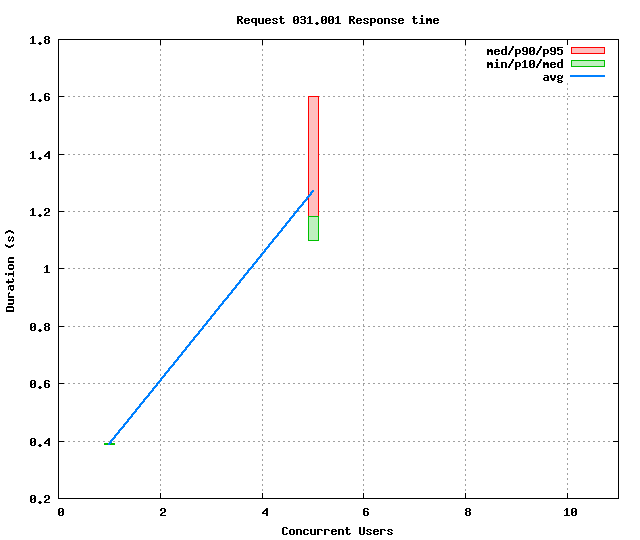 Request 031.001 Response time
med/p90/p95
min/p10/med
avg
1.8
1.6
1.4
1.2
1
0.8
0.6
0.4
0.2
Duration (s)
0 2 4 6 8 10
Concurrent Users